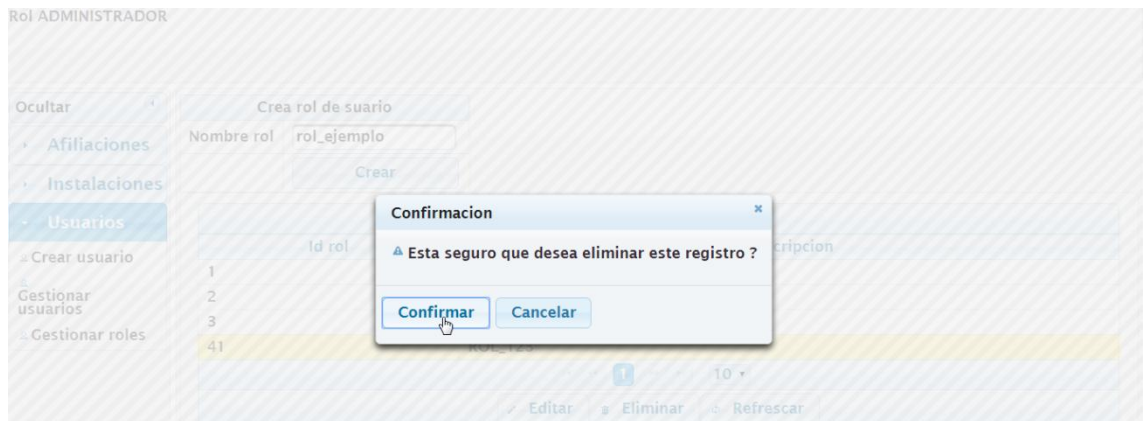 Rol ADMINISTRADOR
Ocultar
Afiliaciones
Instalaciones
Usuarios
Crear usuario
Gestionar
usuarios
Gestionar roles
Crea rol de suario
Nombre rol rol_ejemplo
Crear
Confirmacion
Esta seguro que desea eliminar este registro ?
Confirmar Cancelar
Id rol cripcion
1
2
3
41 ROL_123
1 10
Editar Eliminar Refrescar